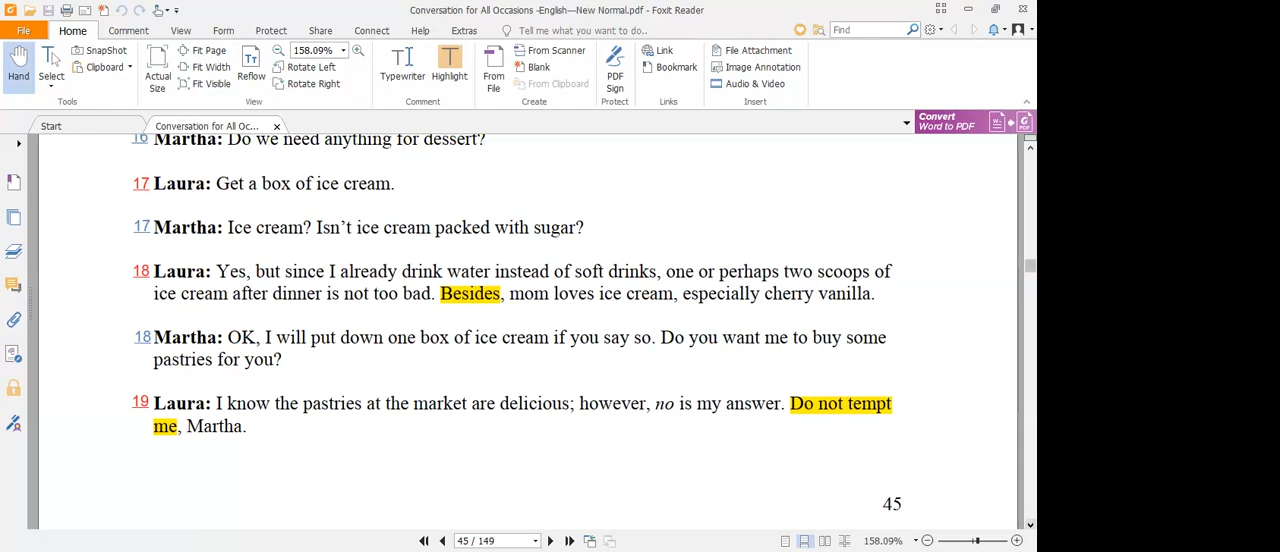 Conversation for All Occasions -English---New Normal.pdf - Foxit Reader
File Home Comment View Form Protect Share Connect Help Extras Tell me what you want to do.. Find
SnapShot Fit Page 158.09% From Scanner Link File Attachment
Clipboard Fit Width Rotate Left Blank Bookmark Image Annotation
Hand Select Actual Size Reflow Fit Visible Rotate Right Typewriter Highlight From File From Clipboard PDF Sign Audio & Video
Tools View Comment Create Protect Links Insert
Start Conversation for All Occ... Convert Word to PDF
16 Martha: Do we need anything for dessert?
17 Laura: Get a box of ice cream.
17 Martha: Ice cream? Isn't ice cream packed with sugar?
18 Laura: Yes, but since I already drink water instead of soft drinks, one or perhaps two scoops of
ice cream after dinner is not too bad. Besides, mom loves ice cream, especially cherry vanilla.
18 Martha: OK, I will put down one box of ice cream if you say so. Do you want me to buy some
pastries for you?
19 Laura: I know the pastries at the market are delicious; however, no is my answer. Do not tempt
me, Martha.
45
45 / 149 158.09%